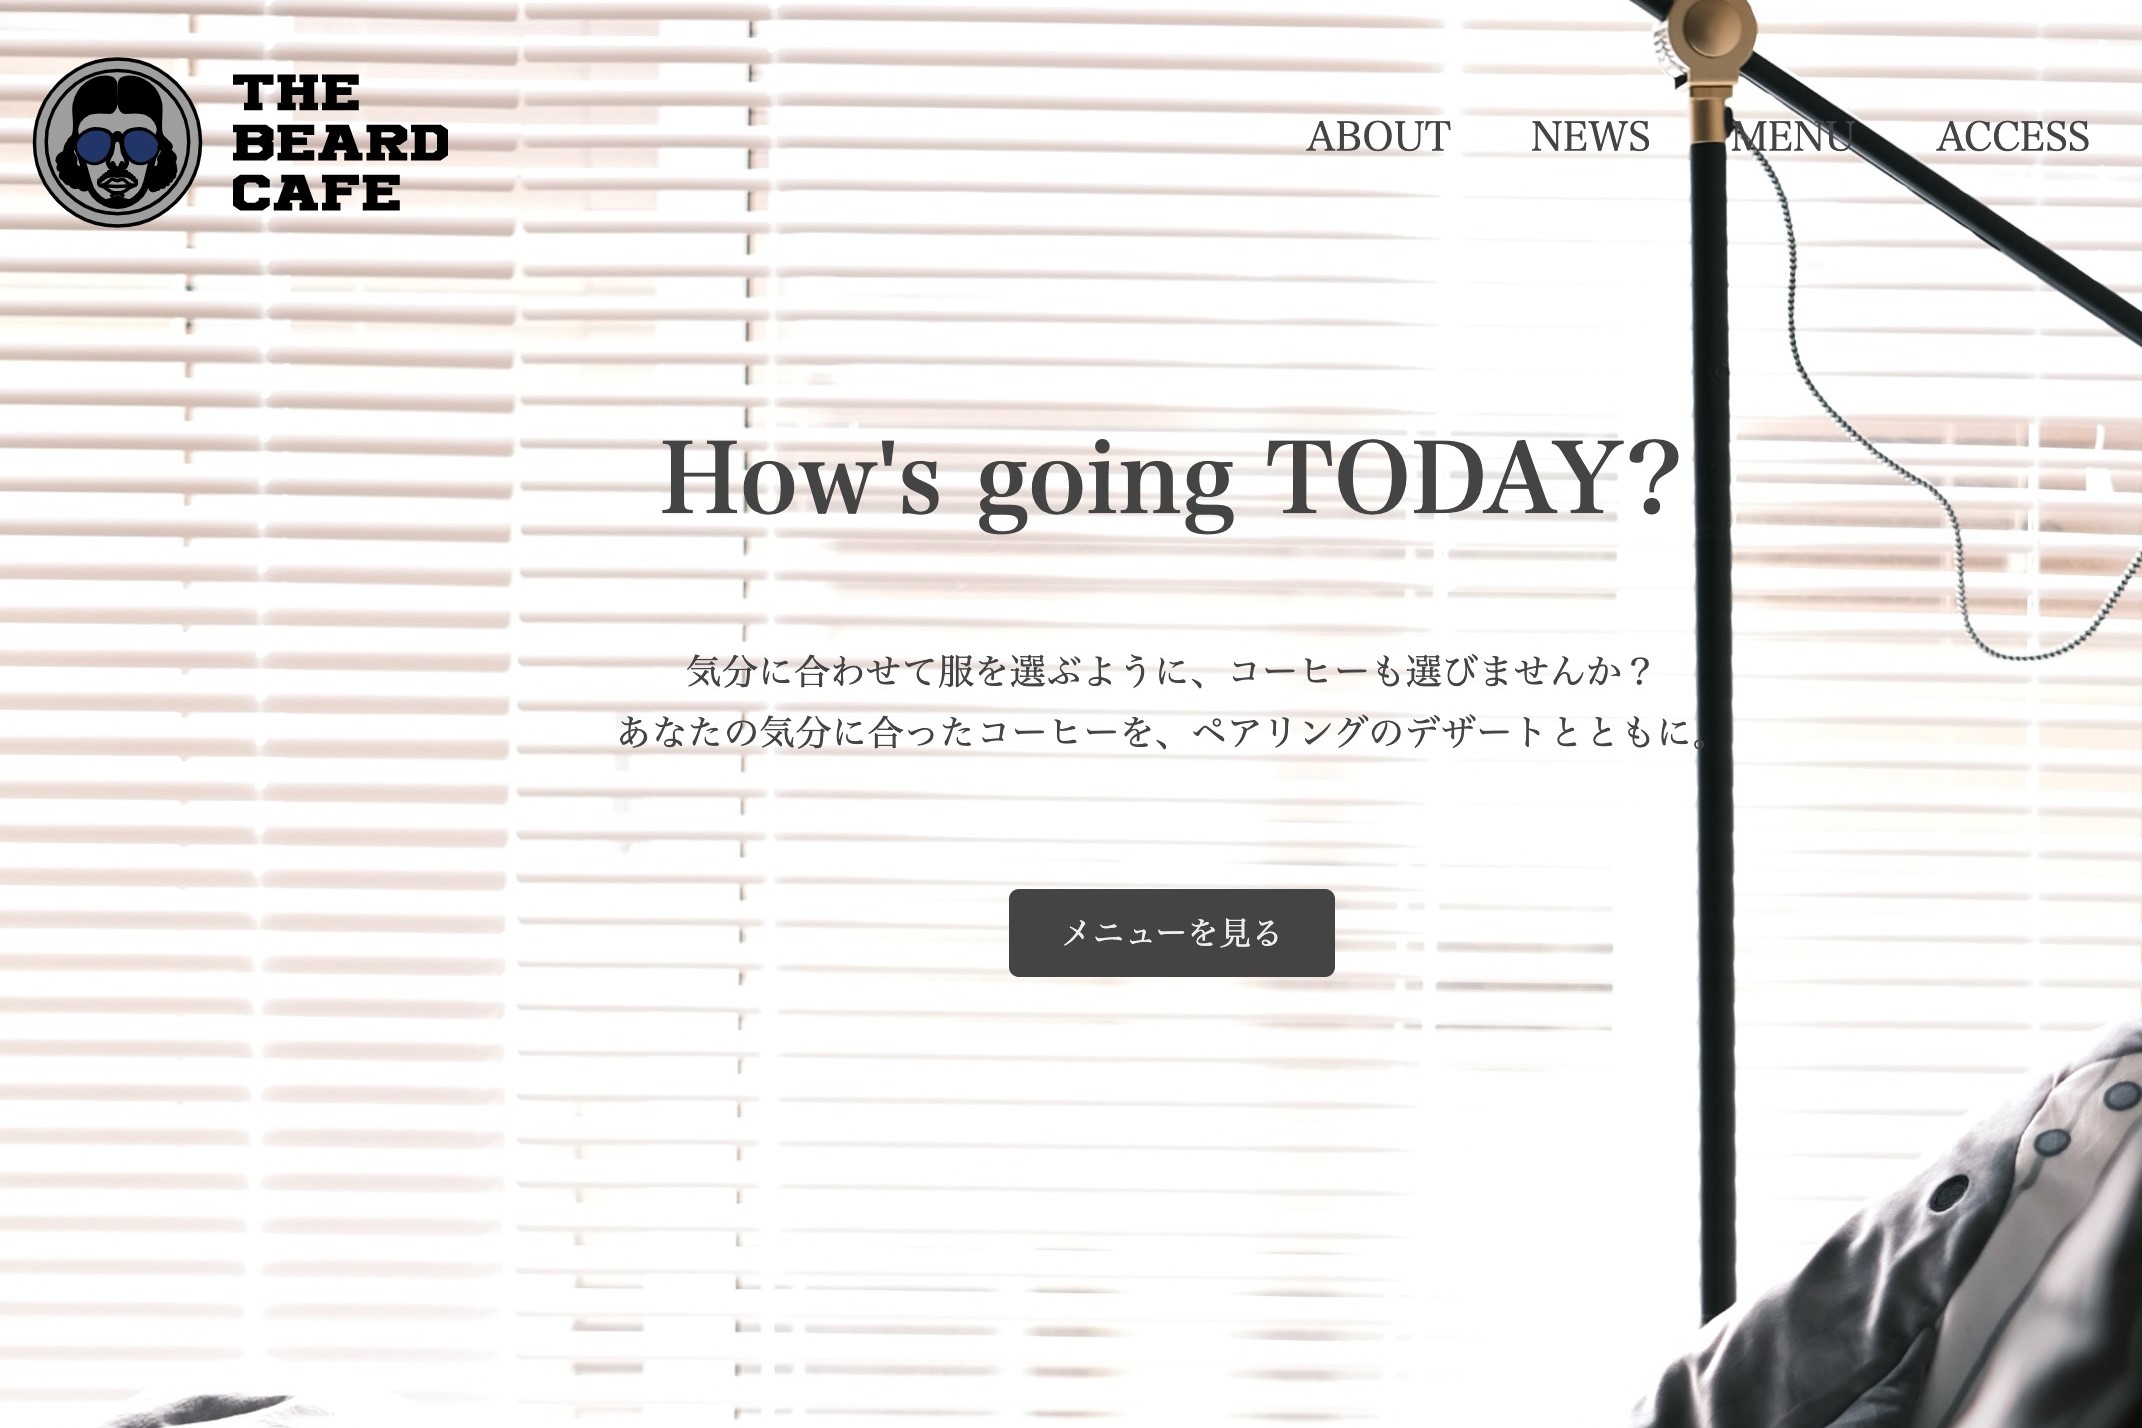 THE
BEARD
CAFE
ABOUT NEWS MENU ACCESS
How's going TODAY?
気分に合わせて服を選ぶように、コーヒーも選びませんか？
あなたの気分に合ったコーヒーを、ペアリングのデザートとともに。
メニューを見る